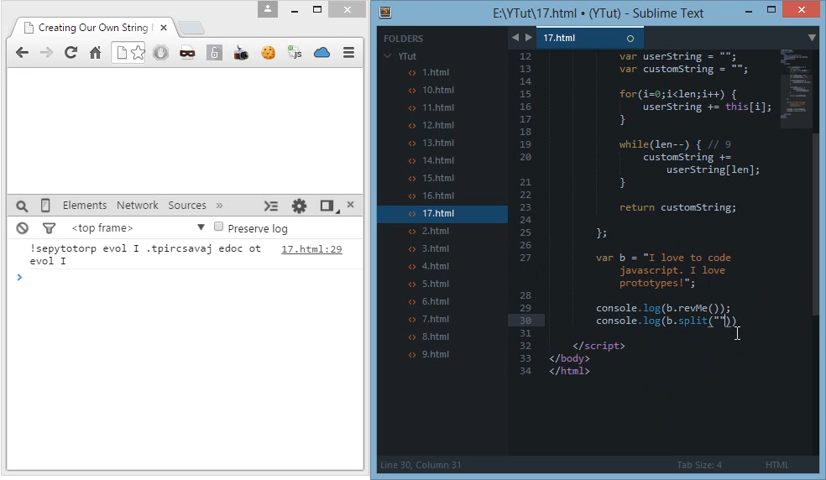 Creating Our Own String
Elements Network Sources »
<top frame> Preserve log
!sepytotorp evol I .tpircsavaj edoc ot 17.html:29
evol I
E:\YTut\17.html • (YTut) - Sublime Text
FOLDERS
YTut
1.html
10.html
11.html
12.html
13.html
14.html
15.html
16.html
17.html
2.html
3.html
4.html
5.html
6.html
7.html
8.html
9.html
17.html
12 var userString = "";
13 var customString = "";
14
15 for(i=0;i<len;i++) {
16 userString += this[i];
17 }
18
19 while(len--) { // 9
20 customString +=
userString[len];
21 }
22
23 return customString;
24
25 };
26
27 var b = "I love to code
javascript. I love
prototypes!";
28
29 console.log(b.revMe());
30 console.log(b.split(""))
31
32 </script>
33 </body>
34 </html>
Line 30, Column 31 Tab Size: 4 HTML